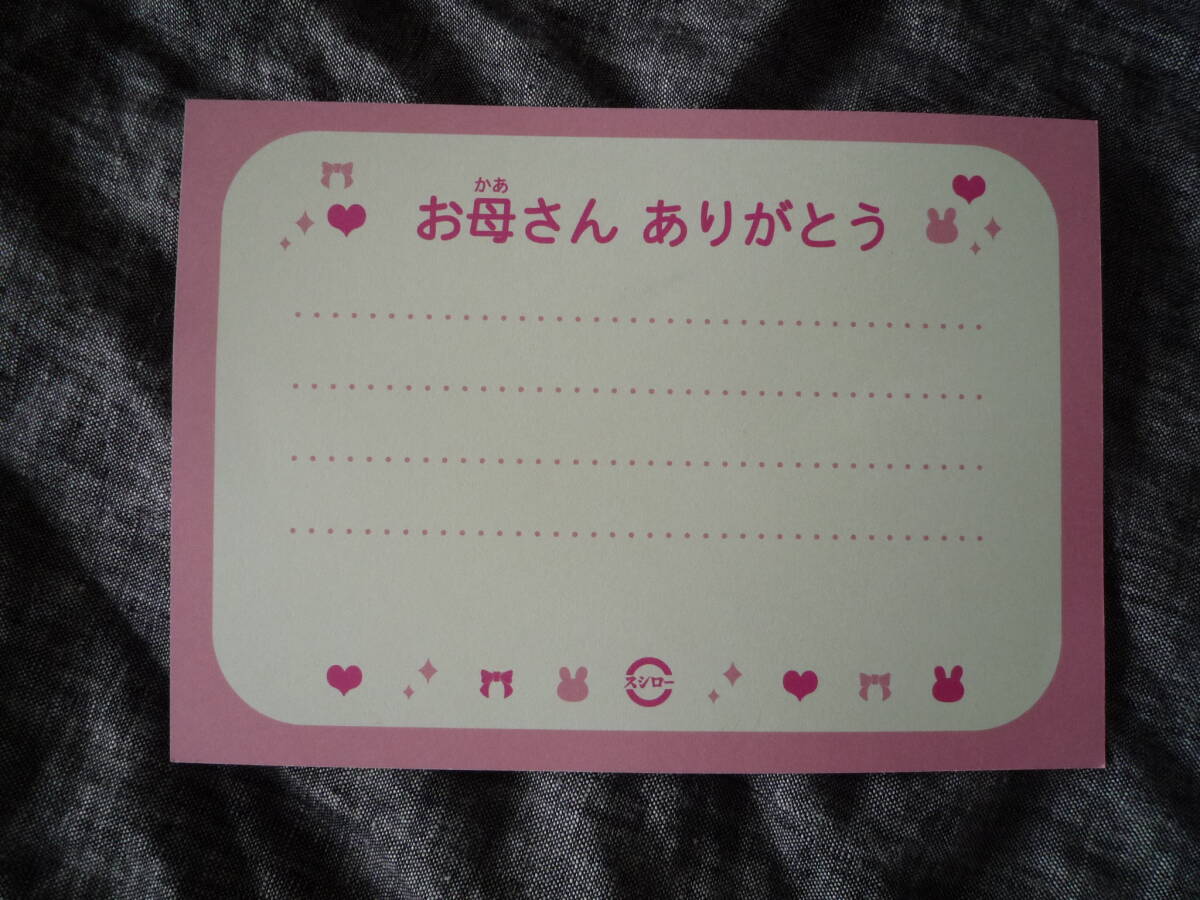 かあ
お母さん ありがとう
スシロー